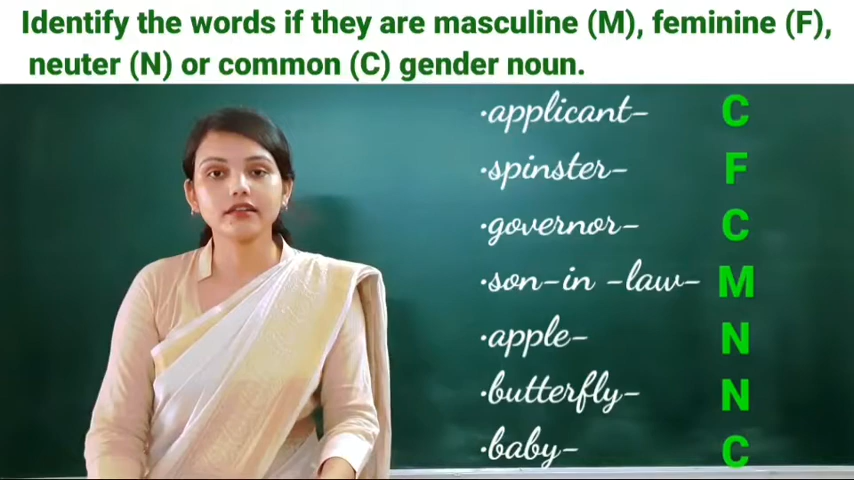 Identify the words if they are masculine (M), feminine (F),
neuter (N) or common (C) gender noun.
·applicant- C
·spinster- F
·governor- C
·son-in -law- M
·apple- N
·butterfly- N
·baby- C